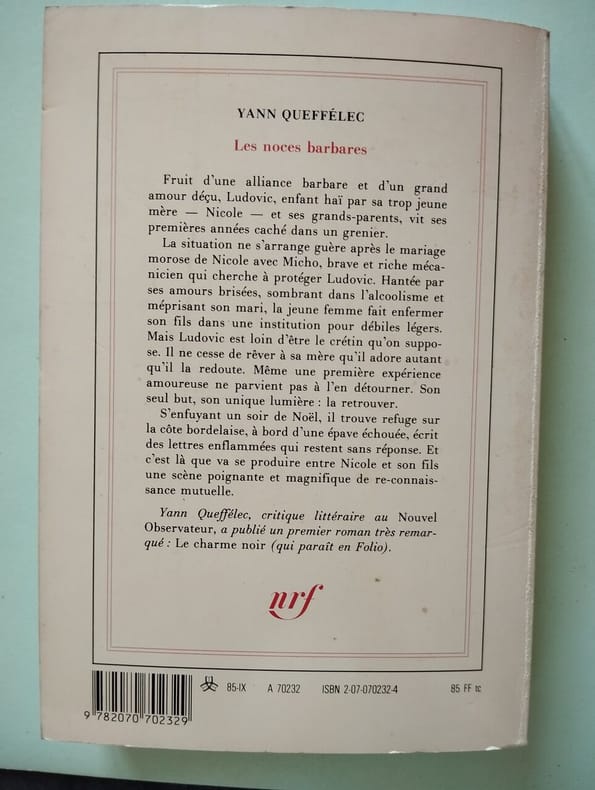 YANN QUEFFÉLEC
Les noces barbares
Fruit d'une alliance barbare et d'un grand
amour déçu, Ludovic, enfant haï par sa trop jeune
mère — Nicole — et ses grands-parents, vit ses
premières années caché dans un grenier.
La situation ne s'arrange guère après le mariage
morose de Nicole avec Micho, brave et riche méca-
nicien qui cherche à protéger Ludovic. Hantée par
ses amours brisées, sombrant dans l'alcoolisme et
méprisant son mari, la jeune femme fait enfermer
son fils dans une institution pour débiles légers.
Mais Ludovic est loin d'être le crétin qu'on suppo-
se. Il ne cesse de rêver à sa mère qu'il adore autant
qu'il la redoute. Même une première expérience
amoureuse ne parvient pas à l'en détourner. Son
seul but, son unique lumière : la retrouver.
S'enfuyant un soir de Noël, il trouve refuge sur
la côte bordelaise, à bord d'une épave échouée, écrit
des lettres enflammées qui restent sans réponse. Et
c'est là que va se produire entre Nicole et son fils
une scène poignante et magnifique de re-connais-
sance mutuelle.
Yann Queffélec, critique littéraire au Nouvel
Observateur, a publié un premier roman très remar-
qué : Le charme noir (qui paraît en Folio).
nrf
85-IX A 70232 ISBN 2-07-070232-4 85 FF tc
9 782070 702329